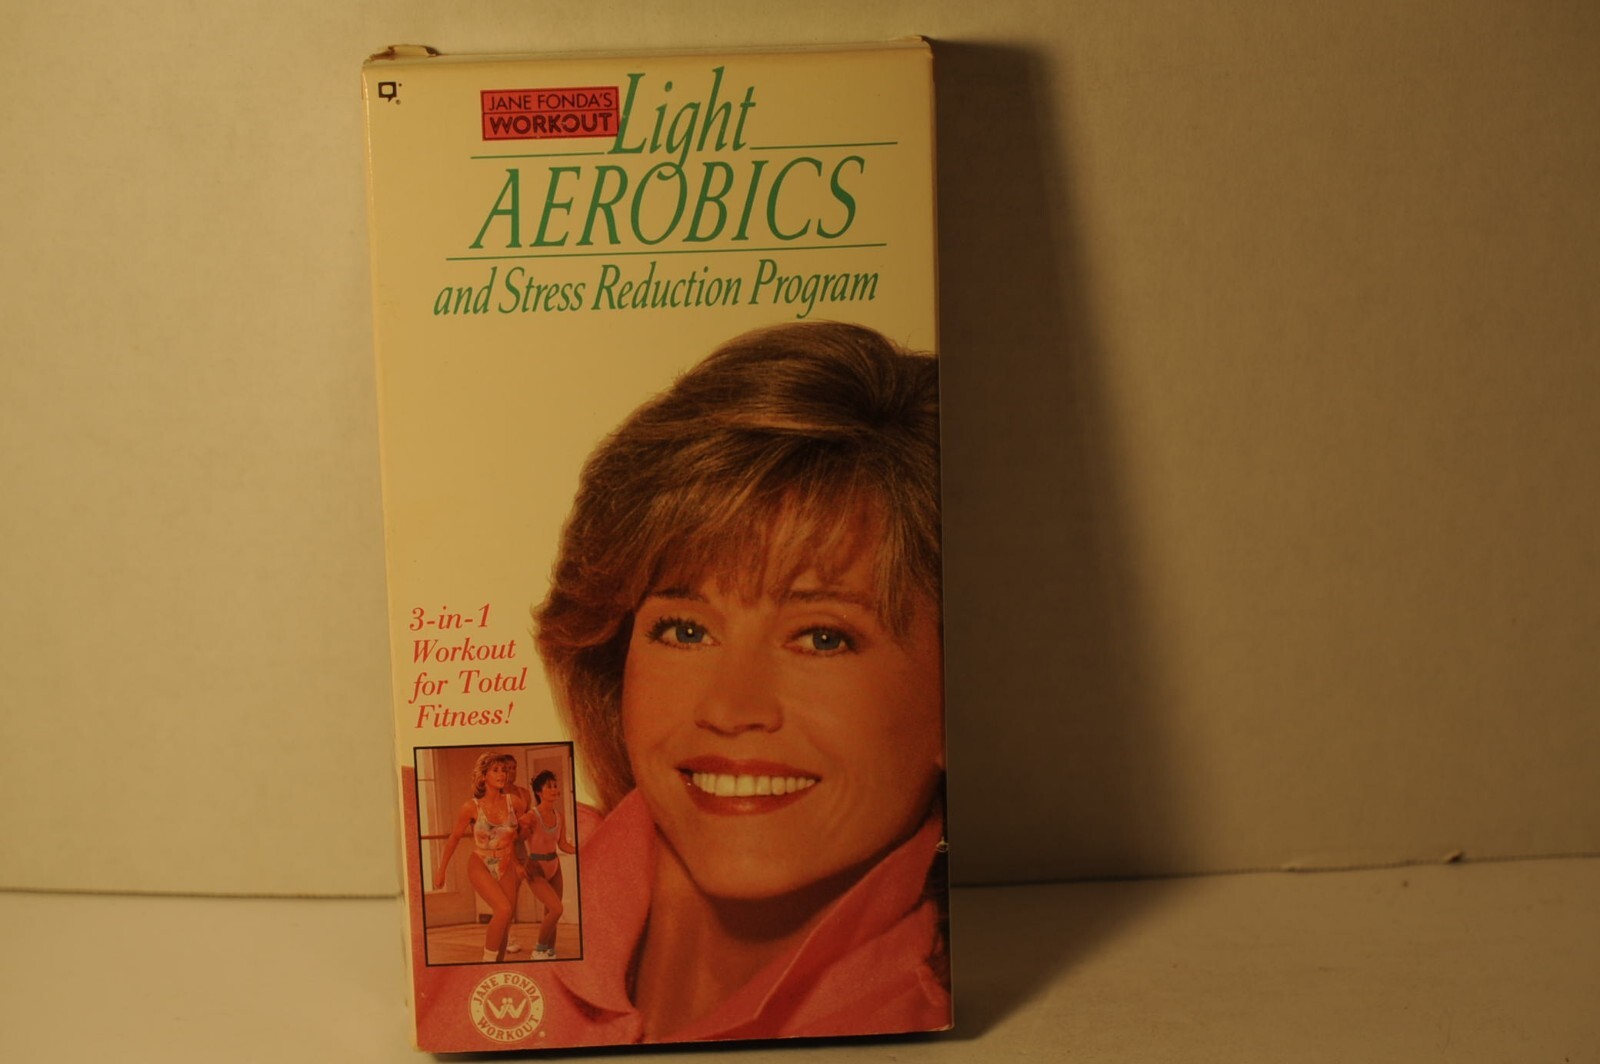 JANE FONDA'S
WORKOUT
Light
AEROBICS
and Stress Reduction Program
3-in-1
Workout
for Total
Fitness!
JANE FONDA
WORKOUT